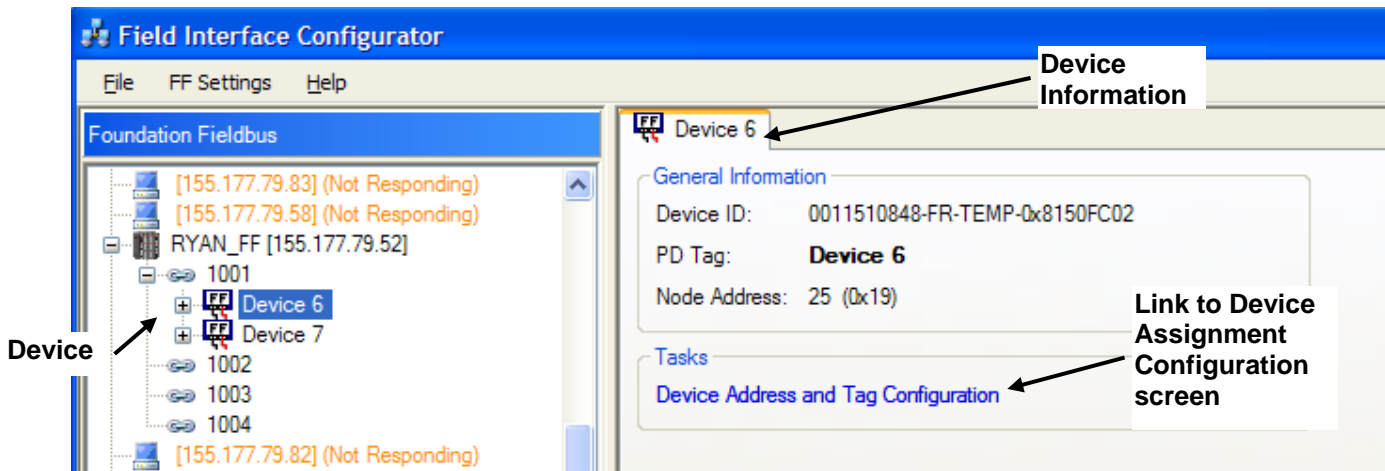 Field Interface Configurator
File FF Settings Help
Device
Information
Foundation Fieldbus
FF Device 6
[155.177.79.83] (Not Responding)
[155.177.79.58] (Not Responding)
RYAN_FF [155.177.79.52]
1001
FF Device 6
FF Device 7
1002
1003
1004
[155.177.79.82] (Not Responding)
Device
General Information
Device ID: 0011510848-FR-TEMP-0x8150FC02
PD Tag: Device 6
Node Address: 25 (0x19)
Tasks
Device Address and Tag Configuration
Link to Device
Assignment
Configuration
screen